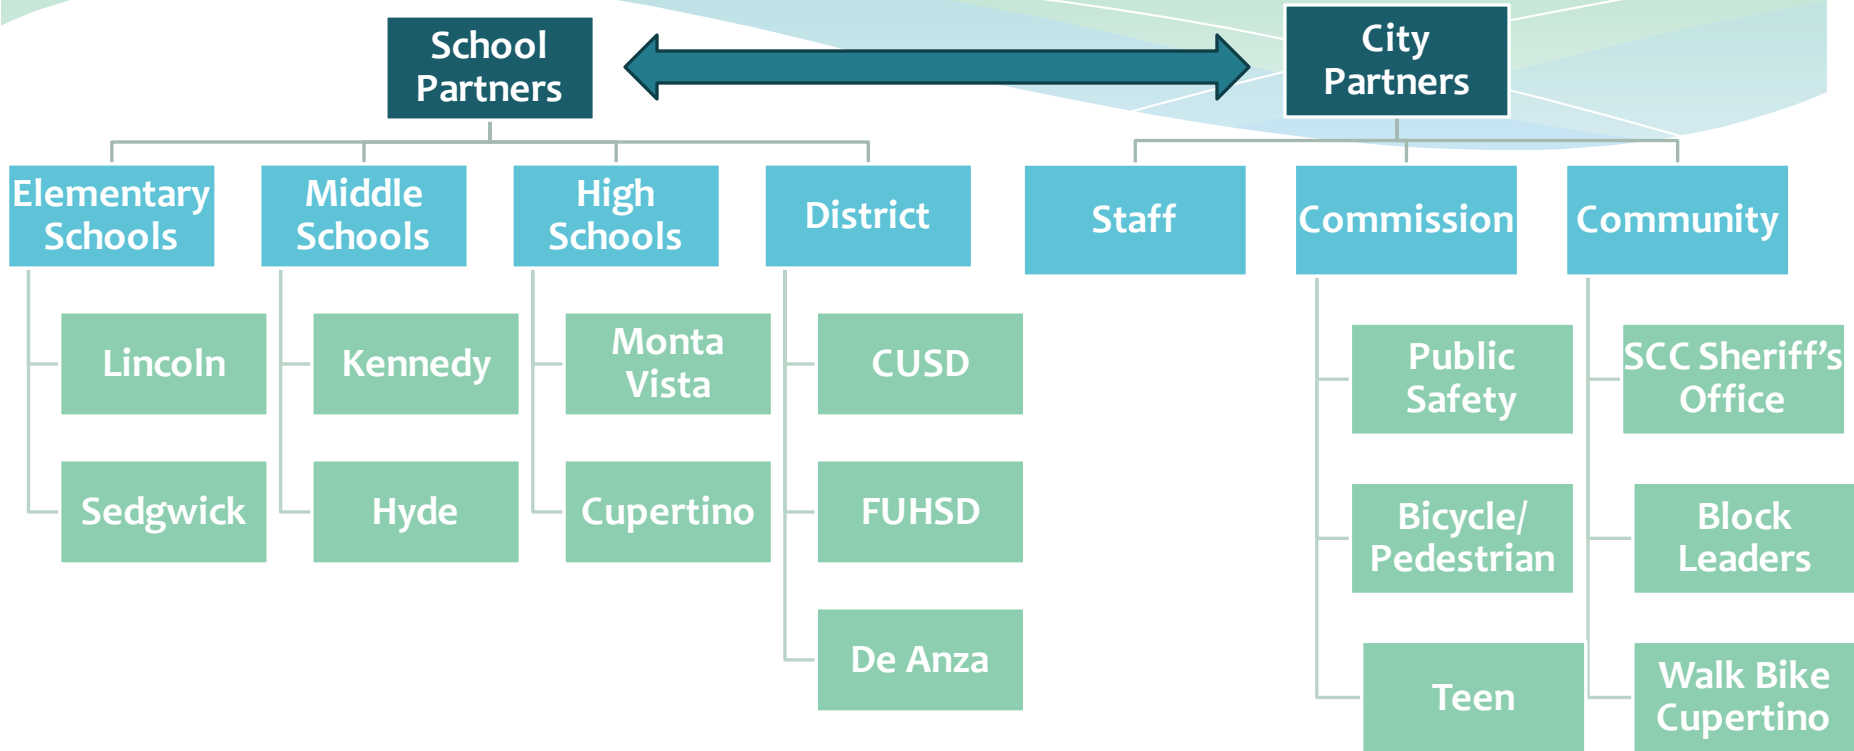 School
Partners
City
Partners
Elementary
Schools
Middle
Schools
High
Schools
District
Staff
Commission
Community
Lincoln
Kennedy
Monta
Vista
CUSD
Public
Safety
SCC Sheriff's
Office
Sedgwick
Hyde
Cupertino
FUHSD
Bicycle/
Pedestrian
Block
Leaders
De Anza
Teen
Walk Bike
Cupertino